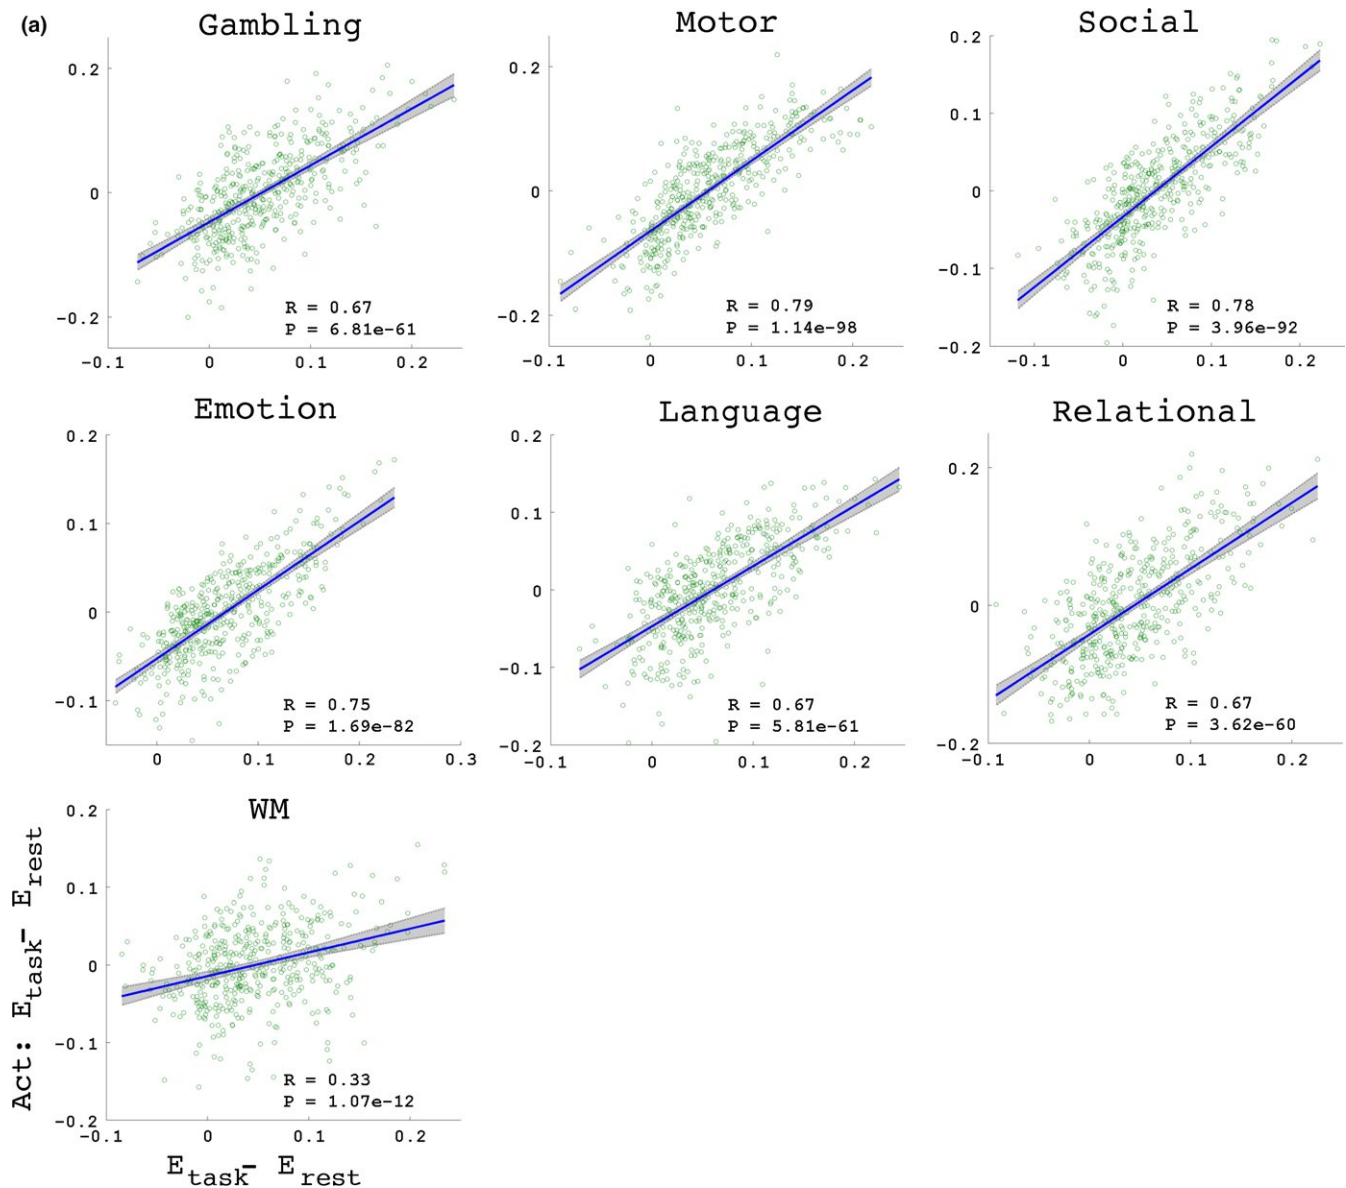 (a)
Gambling
0.2
0
-0.2
-0.1
0
0.1
0.2
R = 0.67
P = 6.81e-61
Motor
0.2
0
-0.2
-0.1
0
0.1
0.2
R = 0.79
P = 1.14e-98
Social
0.2
0.1
0
-0.1
-0.2
-0.1
0
0.1
0.2
R = 0.78
P = 3.96e-92
Emotion
0.2
0.1
0
-0.1
0
0.1
0.2
0.3
R = 0.75
P = 1.69e-82
Language
0.2
0.1
0
-0.1
-0.2
-0.1
0
0.1
0.2
R = 0.67
P = 5.81e-61
Relational
0.2
0
-0.2
-0.1
0
0.1
0.2
R = 0.67
P = 3.62e-60
WM
0.2
0.1
0
-0.1
-0.2
-0.1
0
0.1
0.2
R = 0.33
P = 1.07e-12
Act: Etask- Erest
Etask- Erest